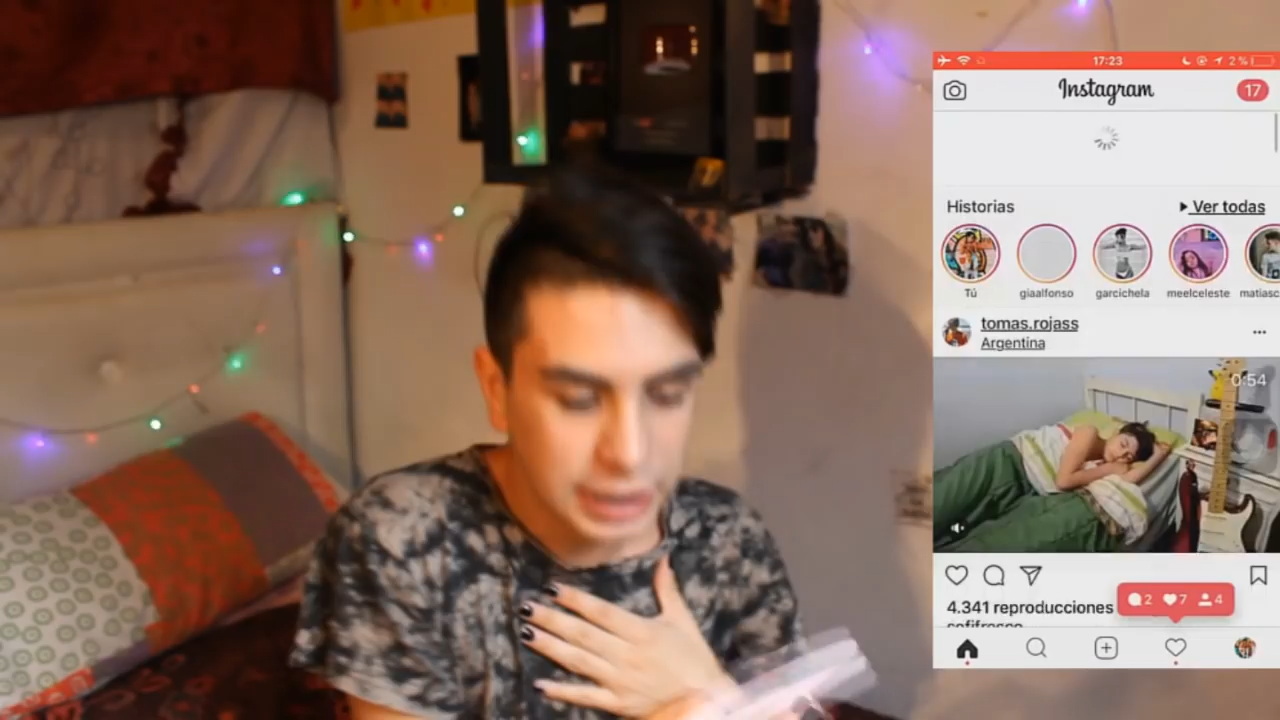 17:23
2 %
Instagram
17
Historias
Ver todas
Tú
giaalfonso
garcichela
meelceleste
matiasc
tomas.rojass
Argentina
0:54
4.341 reproducciones
2 7 4